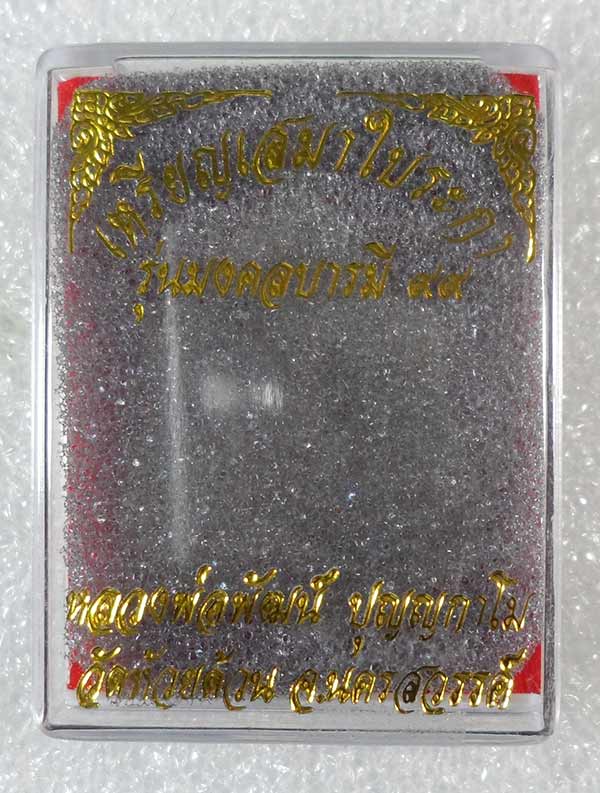 เหรียญเสมาใบระกา
รุ่นมงคลบารมี ๙๙
หลวงพ่อพัฒน์ ปุญญกาโม
วัดห้วยด้วน จ.นครสวรรค์